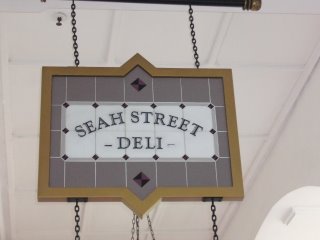 SEAH STREET
- DELI -